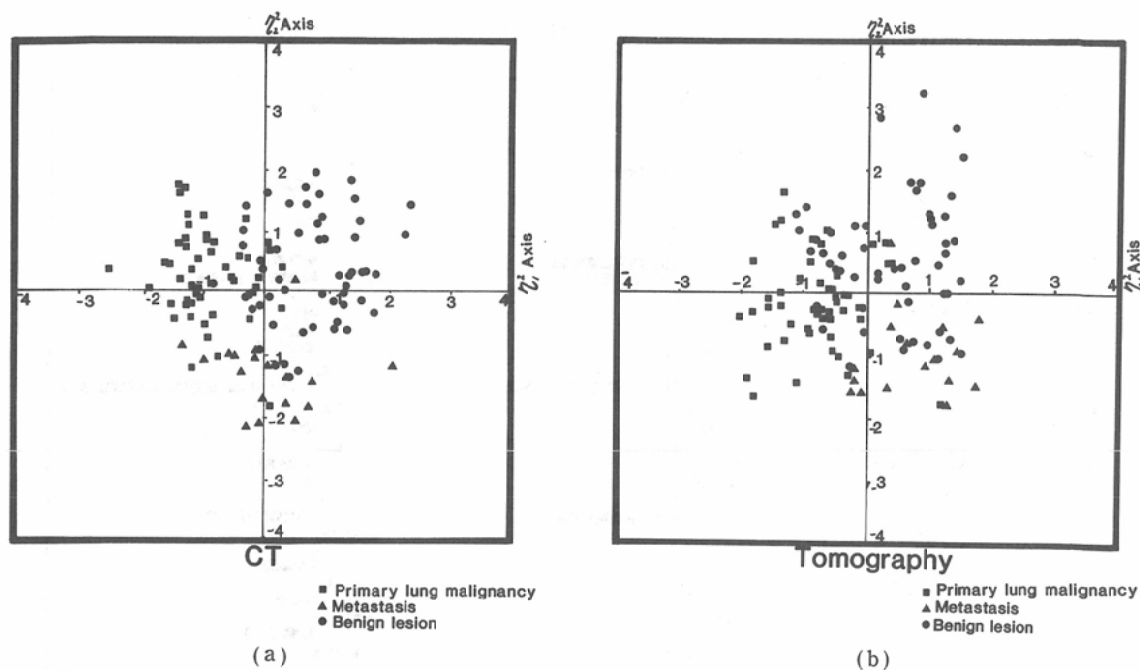 η²₂ Axis
4
3
2
1
-4 -3 -2 -1 1 2 3 4
η²₁ Axis
-1
-2
-3
-4
CT
■ Primary lung malignancy
▲ Metastasis
● Benign lesion
(a)
η²₂ Axis
4
3
2
1
-4 -3 -2 -1 1 2 3 4
η²₁ Axis
-1
-2
-3
-4
Tomography
■ Primary lung malignancy
▲ Metastasis
● Benign lesion
(b)